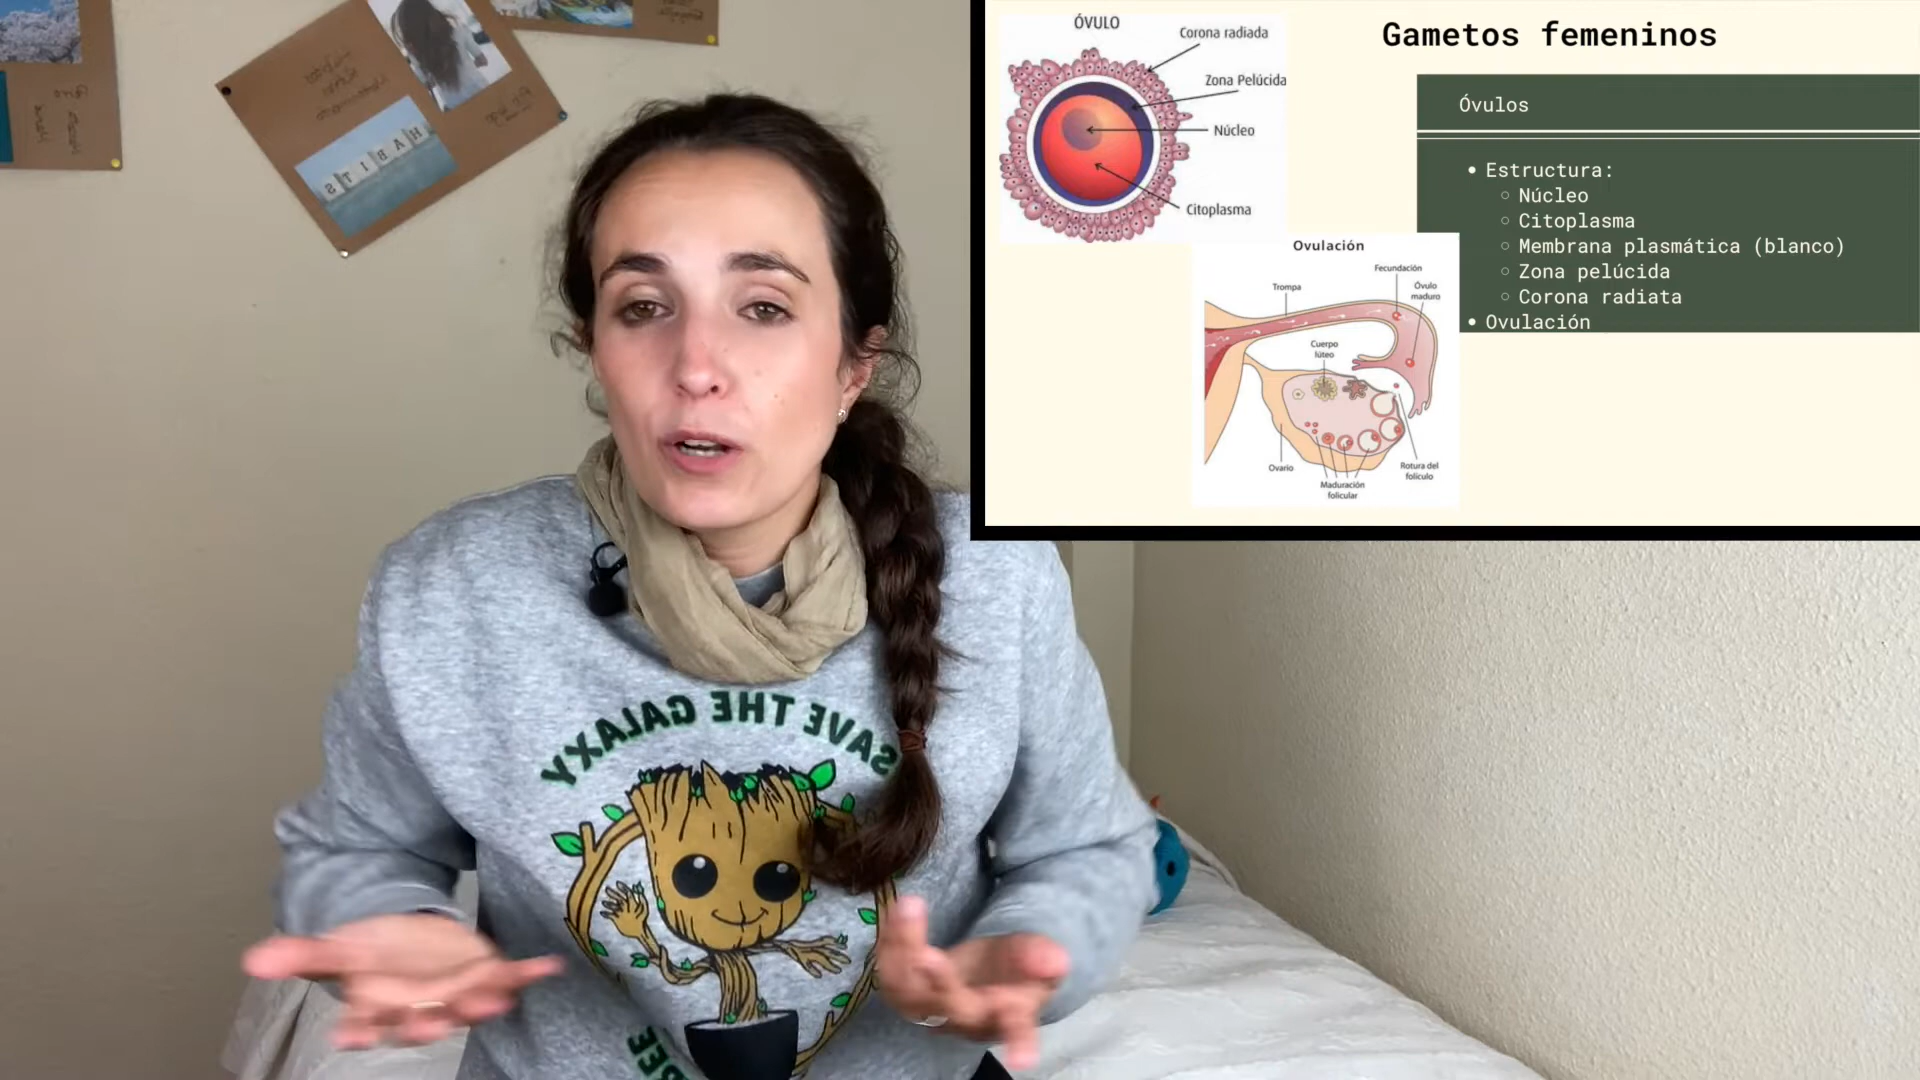 HABITS
SAVE THE GALAXY
ÓVULO
Corona radiada
Zona Pelúcida
Núcleo
Citoplasma
Gametos femeninos
Óvulos
• Estructura:
○ Núcleo
○ Citoplasma
○ Membrana plasmática (blanco)
○ Zona pelúcida
○ Corona radiata
• Ovulación
Ovulación
Fecundación
Trompa
Óvulo
maduro
Cuerpo
lúteo
Ovario
Maduración
folicular
Rotura del
folículo